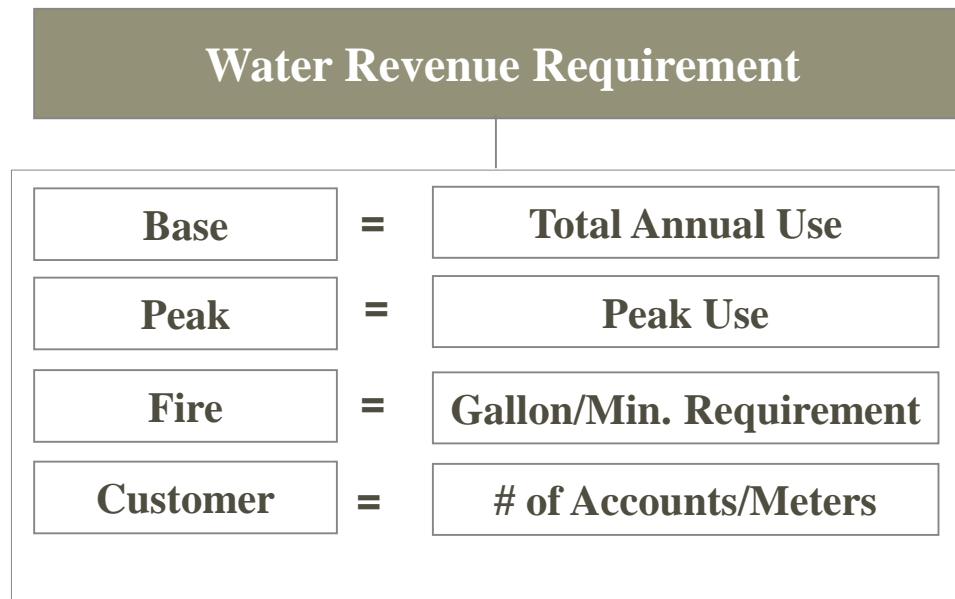 Water Revenue Requirement
Base = Total Annual Use
Peak = Peak Use
Fire = Gallon/Min. Requirement
Customer = # of Accounts/Meters